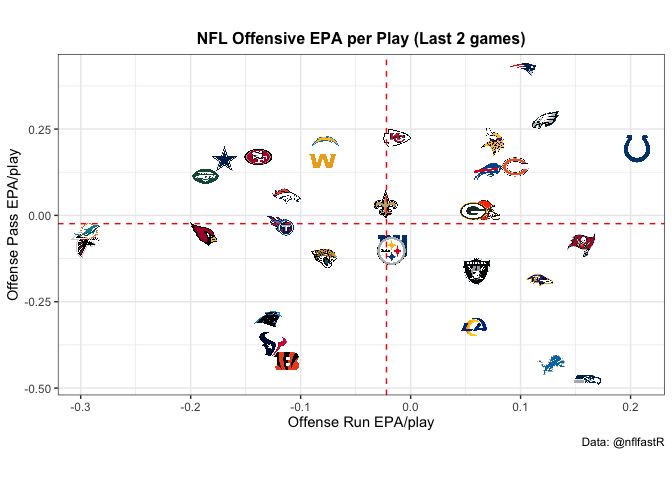 NFL Offensive EPA per Play (Last 2 games)
Offense Pass EPA/play
0.25
0.00
-0.25
-0.50
W
G
C
LA
-0.3
-0.2
-0.1
0.0
0.1
0.2
Offense Run EPA/play
Data: @nflfastR